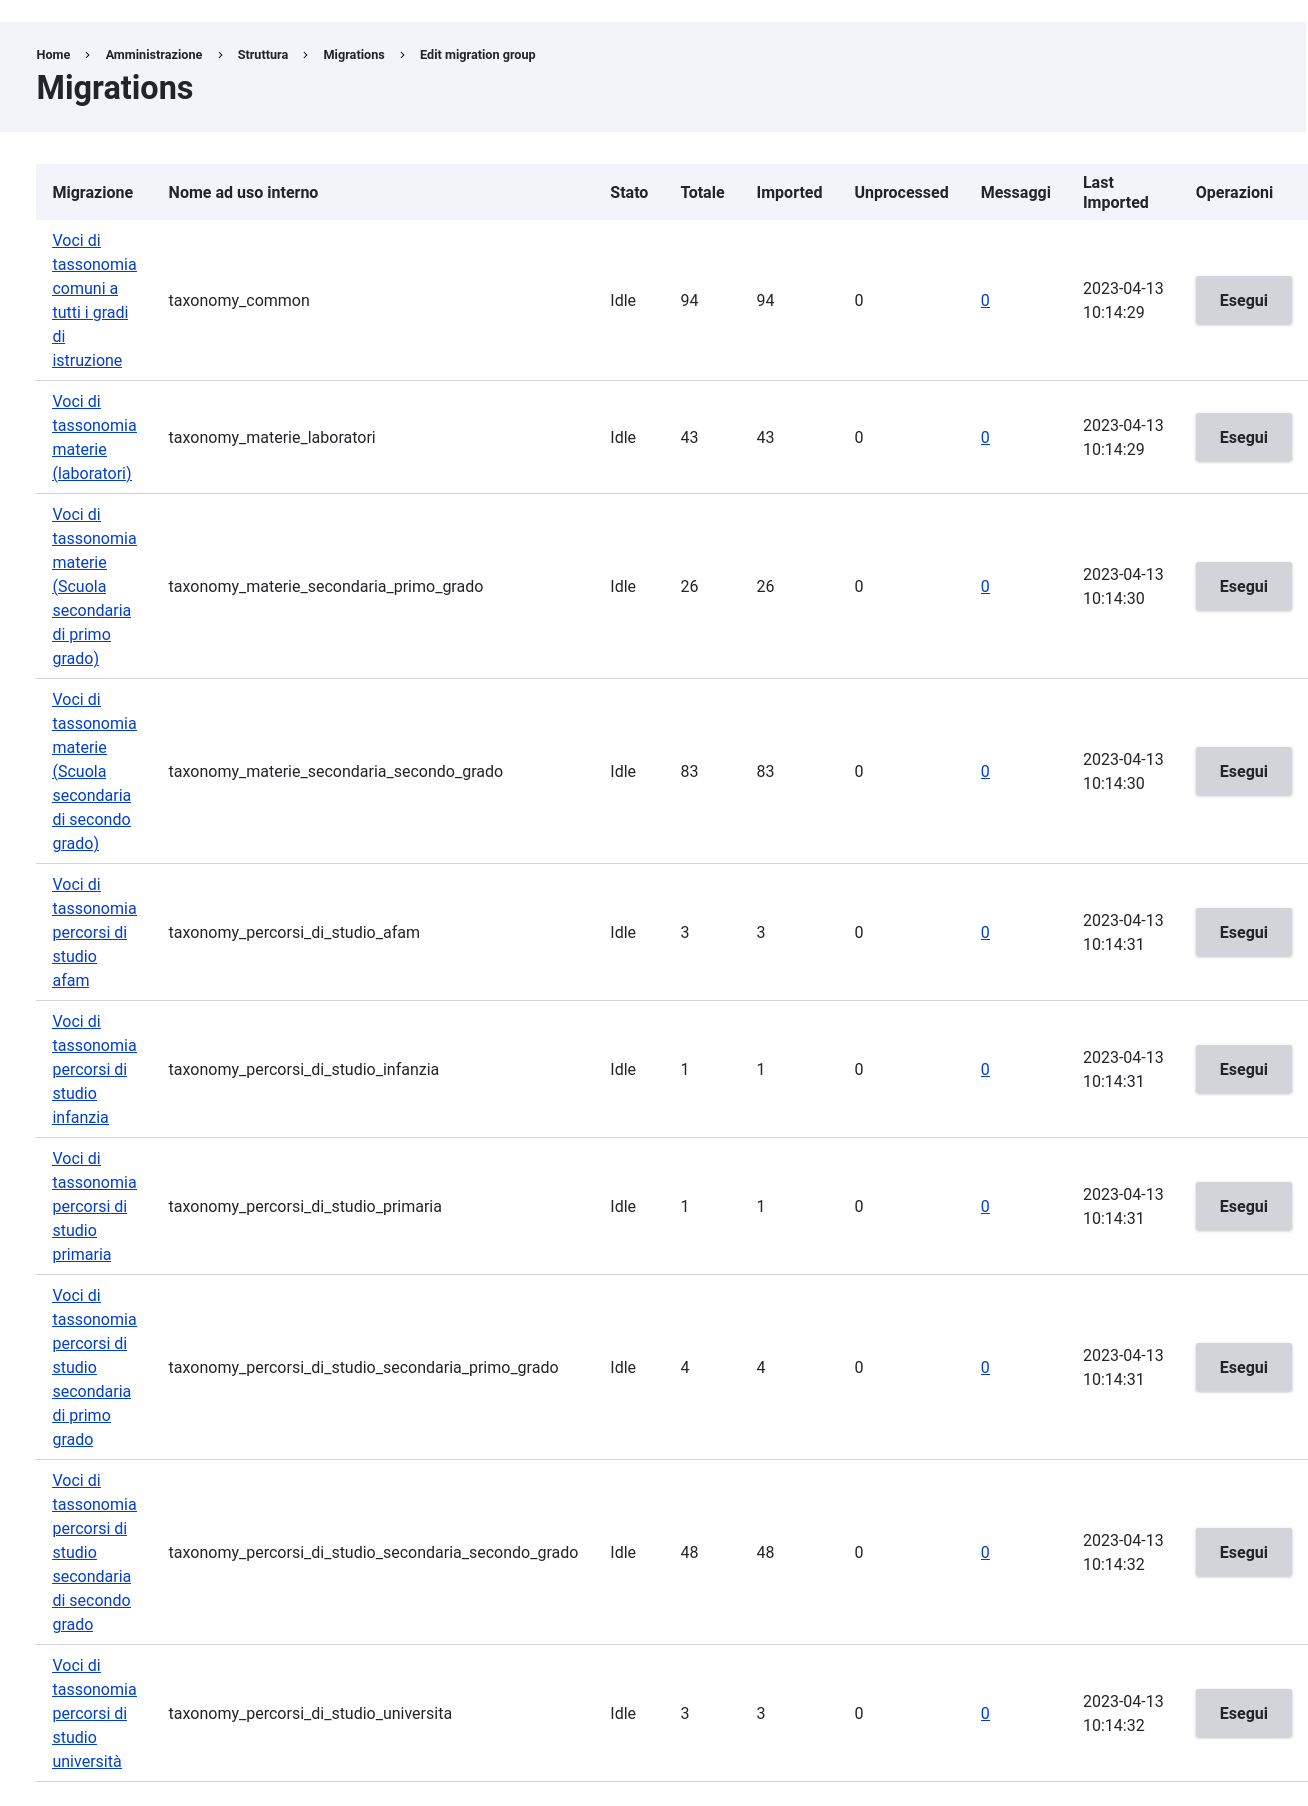 Home > Amministrazione > Struttura > Migrations > Edit migration group
Migrations
Migrazione Nome ad uso interno Stato Totale Imported Unprocessed Messaggi Last Imported Operazioni
Voci di
tassonomia
comuni a
tutti i gradi
di
istruzione
taxonomy_common Idle 94 94 0 0 2023-04-13
10:14:29
Esegui
Voci di
tassonomia
materie
(laboratori)
taxonomy_materie_laboratori Idle 43 43 0 0 2023-04-13
10:14:29
Esegui
Voci di
tassonomia
materie
(Scuola
secondaria
di primo
grado)
taxonomy_materie_secondaria_primo_grado Idle 26 26 0 0 2023-04-13
10:14:30
Esegui
Voci di
tassonomia
materie
(Scuola
secondaria
di secondo
grado)
taxonomy_materie_secondaria_secondo_grado Idle 83 83 0 0 2023-04-13
10:14:30
Esegui
Voci di
tassonomia
percorsi di
studio
afam
taxonomy_percorsi_di_studio_afam Idle 3 3 0 0 2023-04-13
10:14:31
Esegui
Voci di
tassonomia
percorsi di
studio
infanzia
taxonomy_percorsi_di_studio_infanzia Idle 1 1 0 0 2023-04-13
10:14:31
Esegui
Voci di
tassonomia
percorsi di
studio
primaria
taxonomy_percorsi_di_studio_primaria Idle 1 1 0 0 2023-04-13
10:14:31
Esegui
Voci di
tassonomia
percorsi di
studio
secondaria
di primo
grado
taxonomy_percorsi_di_studio_secondaria_primo_grado Idle 4 4 0 0 2023-04-13
10:14:31
Esegui
Voci di
tassonomia
percorsi di
studio
secondaria
di secondo
grado
taxonomy_percorsi_di_studio_secondaria_secondo_grado Idle 48 48 0 0 2023-04-13
10:14:32
Esegui
Voci di
tassonomia
percorsi di
studio
università
taxonomy_percorsi_di_studio_universita Idle 3 3 0 0 2023-04-13
10:14:32
Esegui